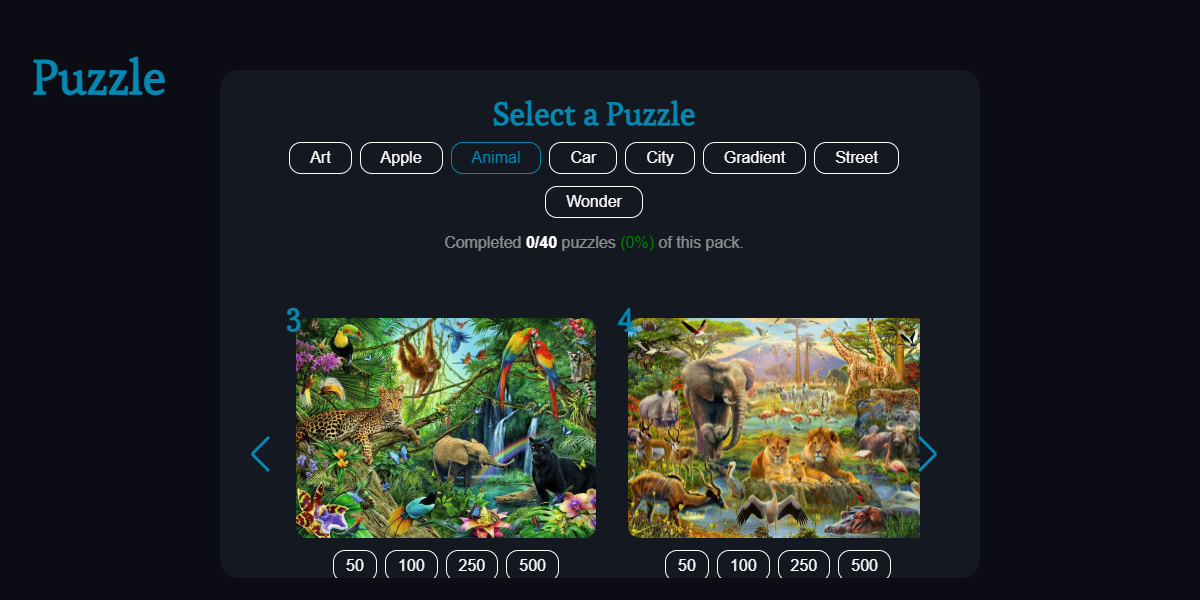 Puzzle
Select a Puzzle
Art Apple Animal Car City Gradient Street
Wonder
Completed 0/40 puzzles (0%) of this pack.
3 4
50 100 250 500 50 100 250 500